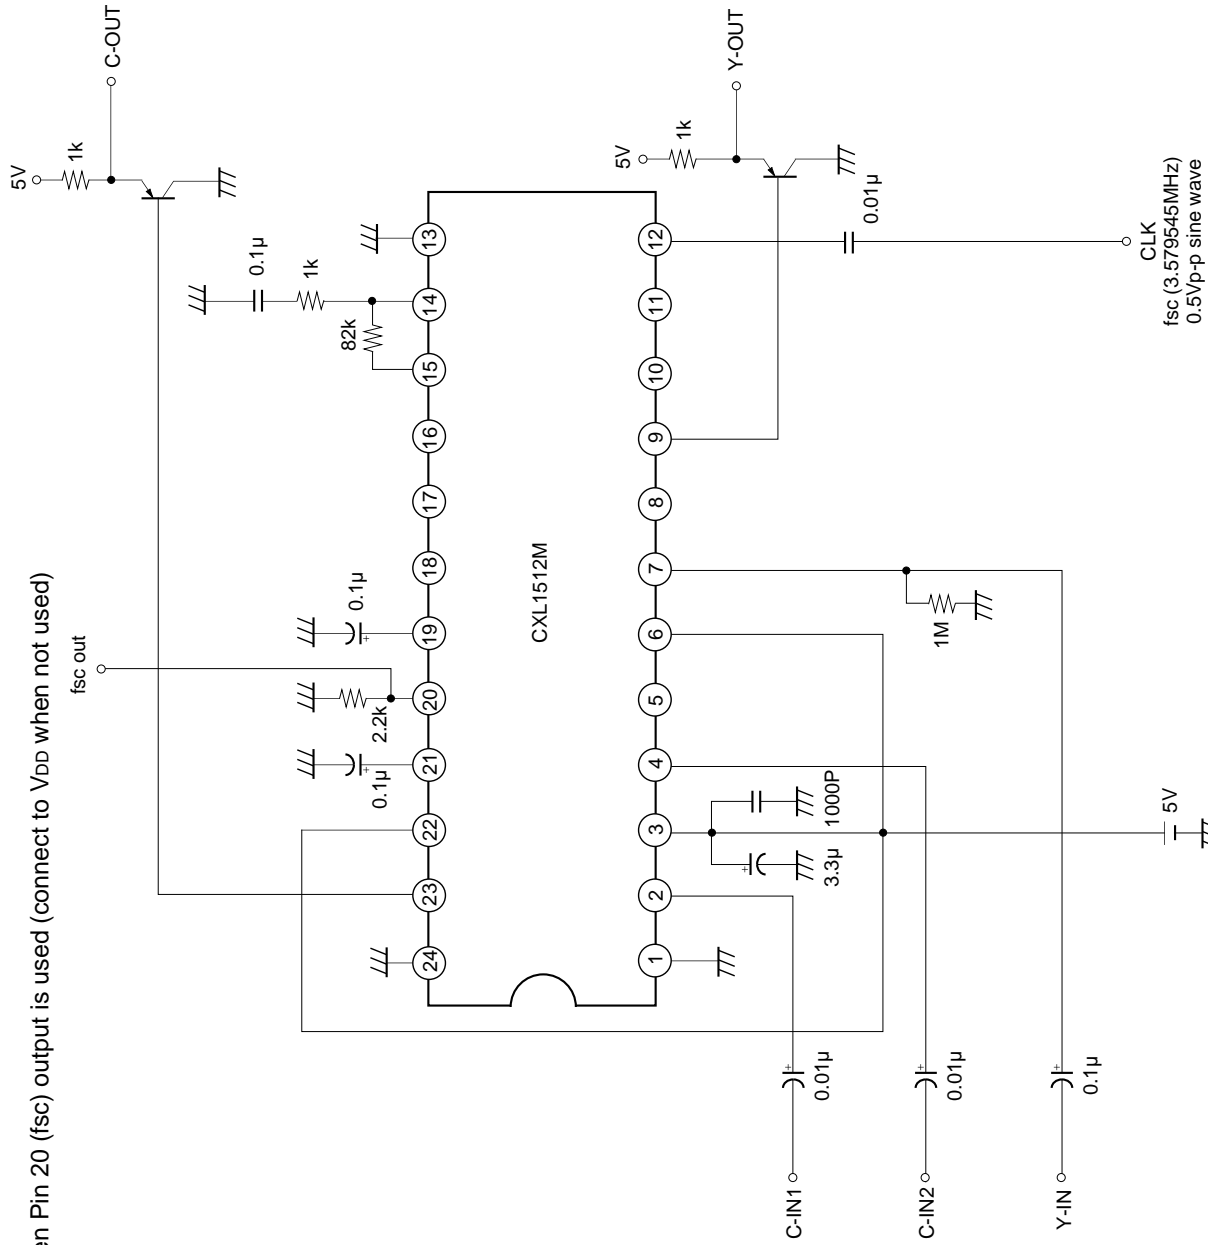 en Pin 20 (fsc) output is used (connect to VDD when not used)
fsc out
5V
1k
C-OUT
5V
1k
Y-OUT
0.1μ
1k
82k
0.1μ
2.2k
0.1μ
24
23
22
21
20
19
18
17
16
15
14
13
CXL1512M
1
2
3
4
5
6
7
8
9
10
11
12
3.3μ
1000P
1M
0.01μ
CLK
fsc (3.579545MHz)
0.5Vp-p sine wave
5V
C-IN1
0.01μ
C-IN2
0.01μ
Y-IN
0.1μ